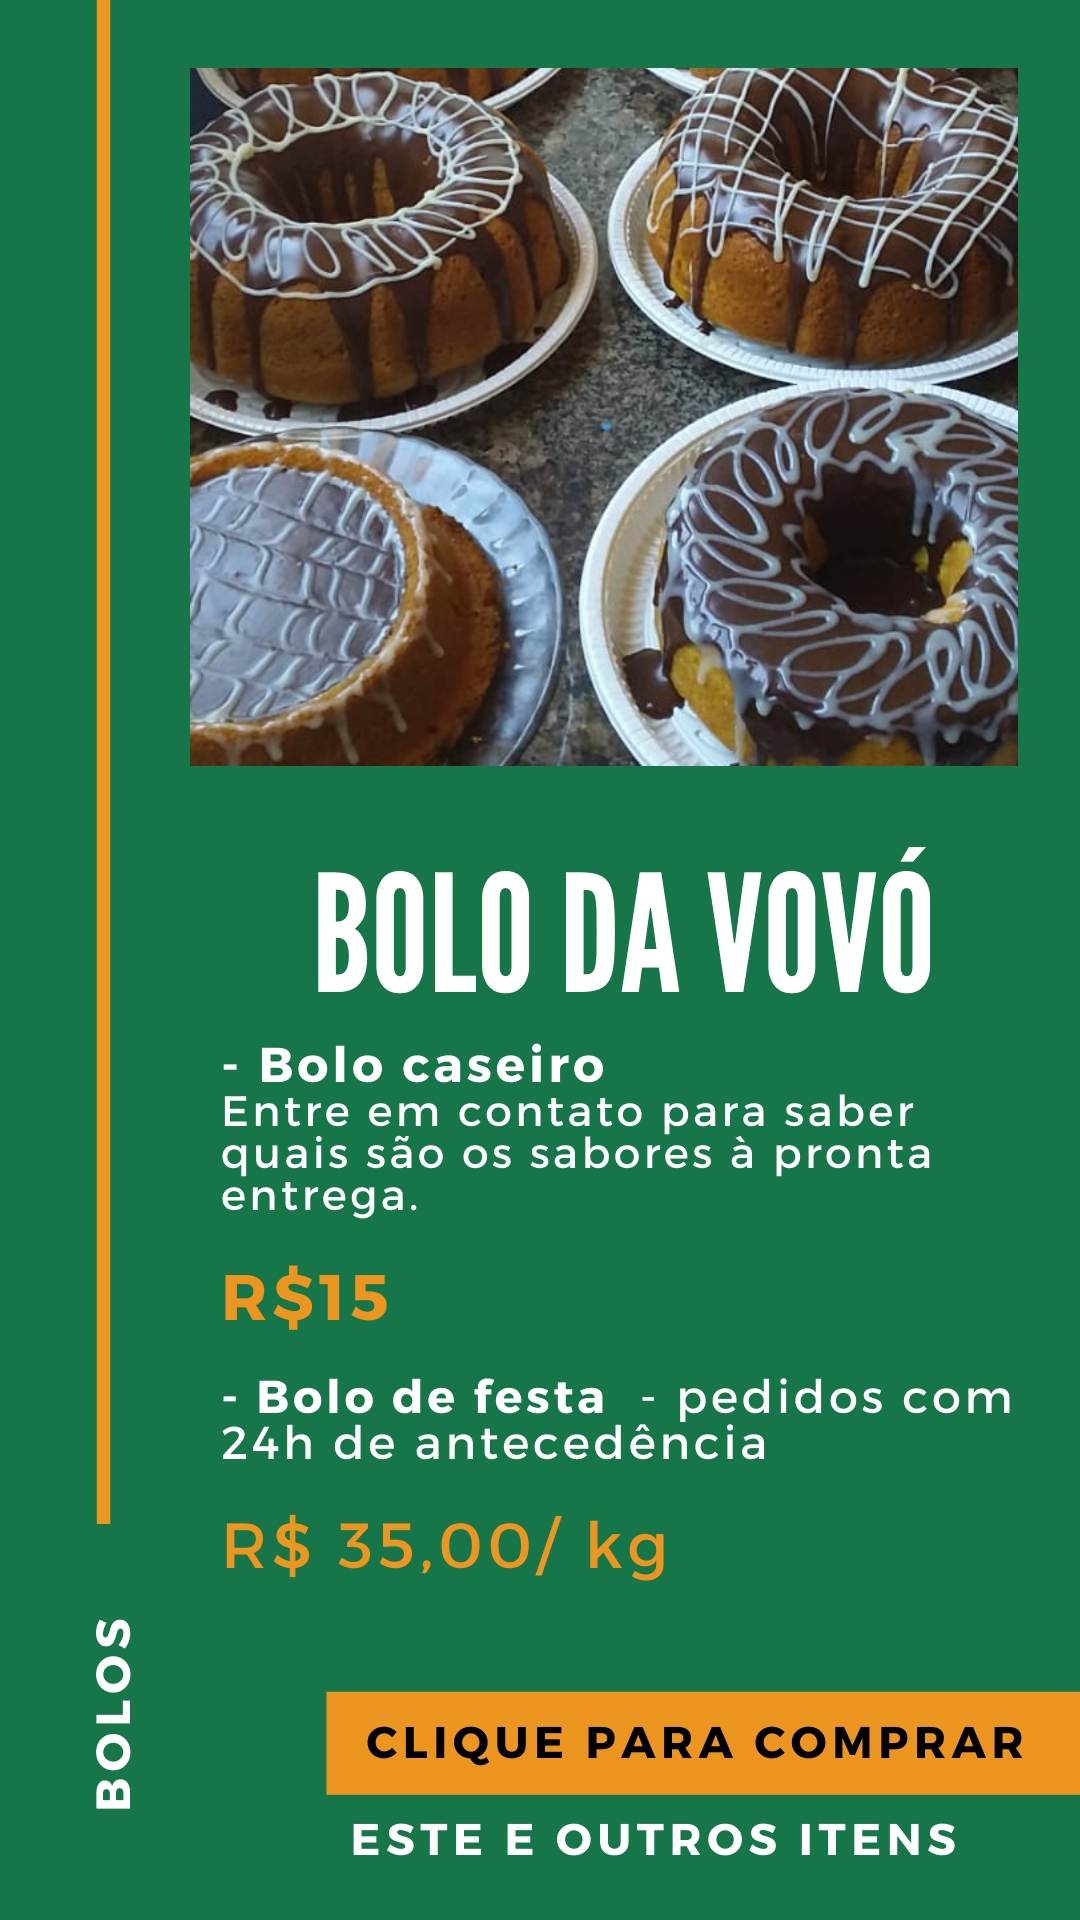 BOLO DA VOVÓ
- Bolo caseiro
Entre em contato para saber
quais são os sabores à pronta
entrega.
R$15
- Bolo de festa - pedidos com
24h de antecedência
R$ 35,00/ kg
BOLOS
CLIQUE PARA COMPRAR
ESTE E OUTROS ITENS